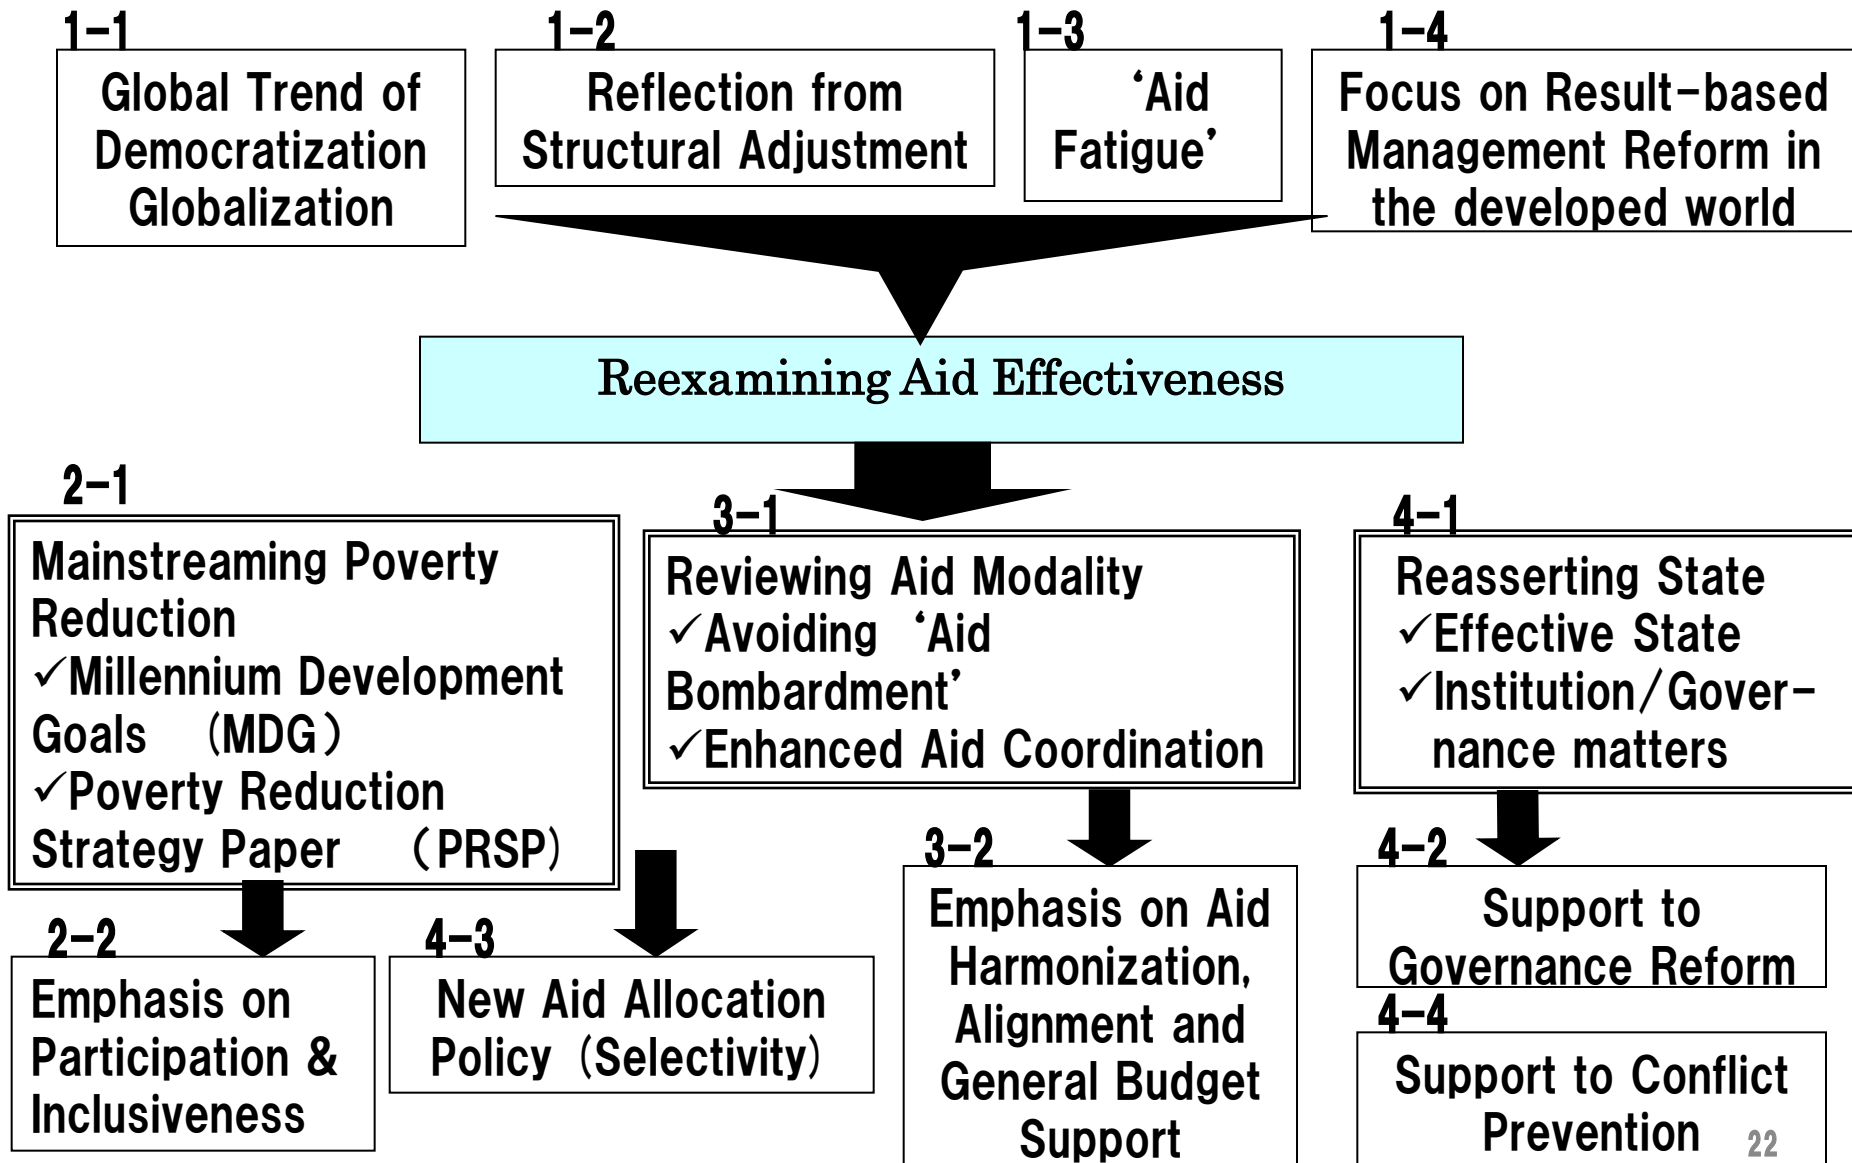 1-1
Global Trend of
Democratization
Globalization
1-2
Reflection from
Structural Adjustment
1-3
‘Aid
Fatigue’
1-4
Focus on Result-based
Management Reform in
the developed world
Reexamining Aid Effectiveness
2-1
Mainstreaming Poverty
Reduction
✓Millennium Development
Goals (MDG)
✓Poverty Reduction
Strategy Paper (PRSP)
3-1
Reviewing Aid Modality
✓Avoiding ‘Aid
Bombardment’
✓Enhanced Aid Coordination
4-1
Reasserting State
✓Effective State
✓Institution/Gover-
nance matters
2-2
Emphasis on
Participation &
Inclusiveness
4-3
New Aid Allocation
Policy (Selectivity)
3-2
Emphasis on Aid
Harmonization,
Alignment and
General Budget
Support
4-2
Support to
Governance Reform
4-4
Support to Conflict
Prevention
22